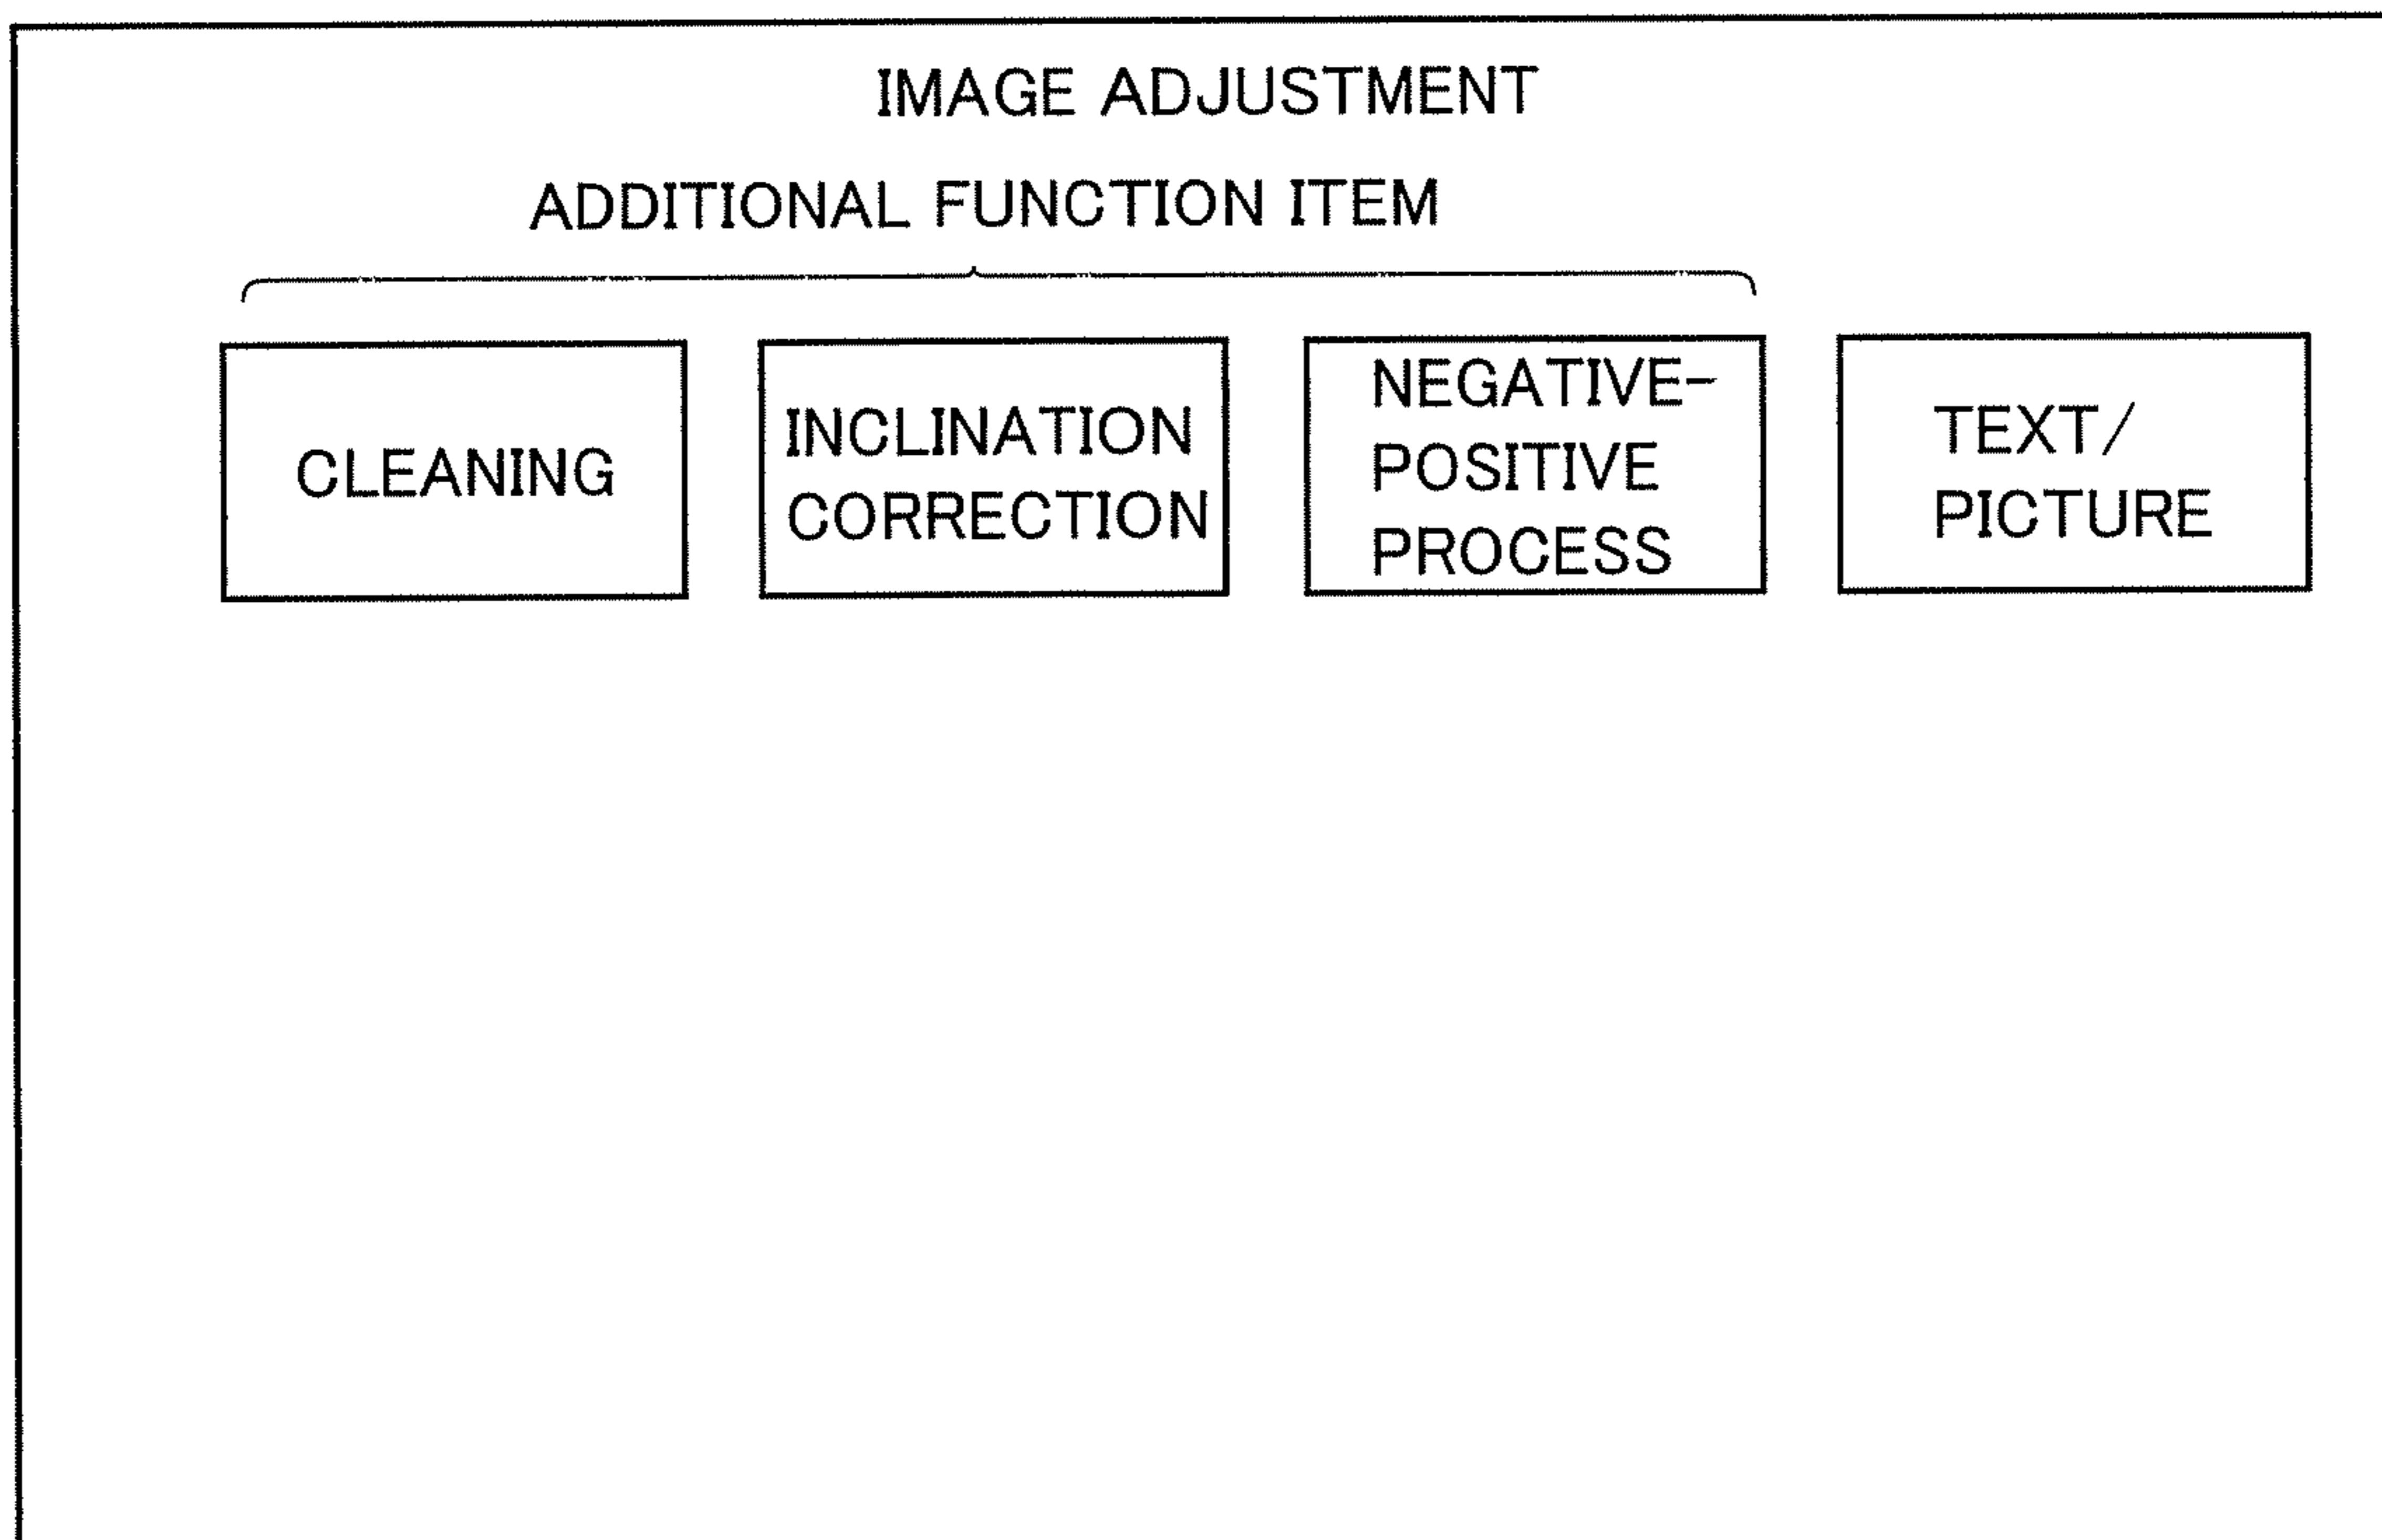 IMAGE ADJUSTMENT
ADDITIONAL FUNCTION ITEM
CLEANING
INCLINATION
CORRECTION
NEGATIVE-
POSITIVE
PROCESS
TEXT/
PICTURE